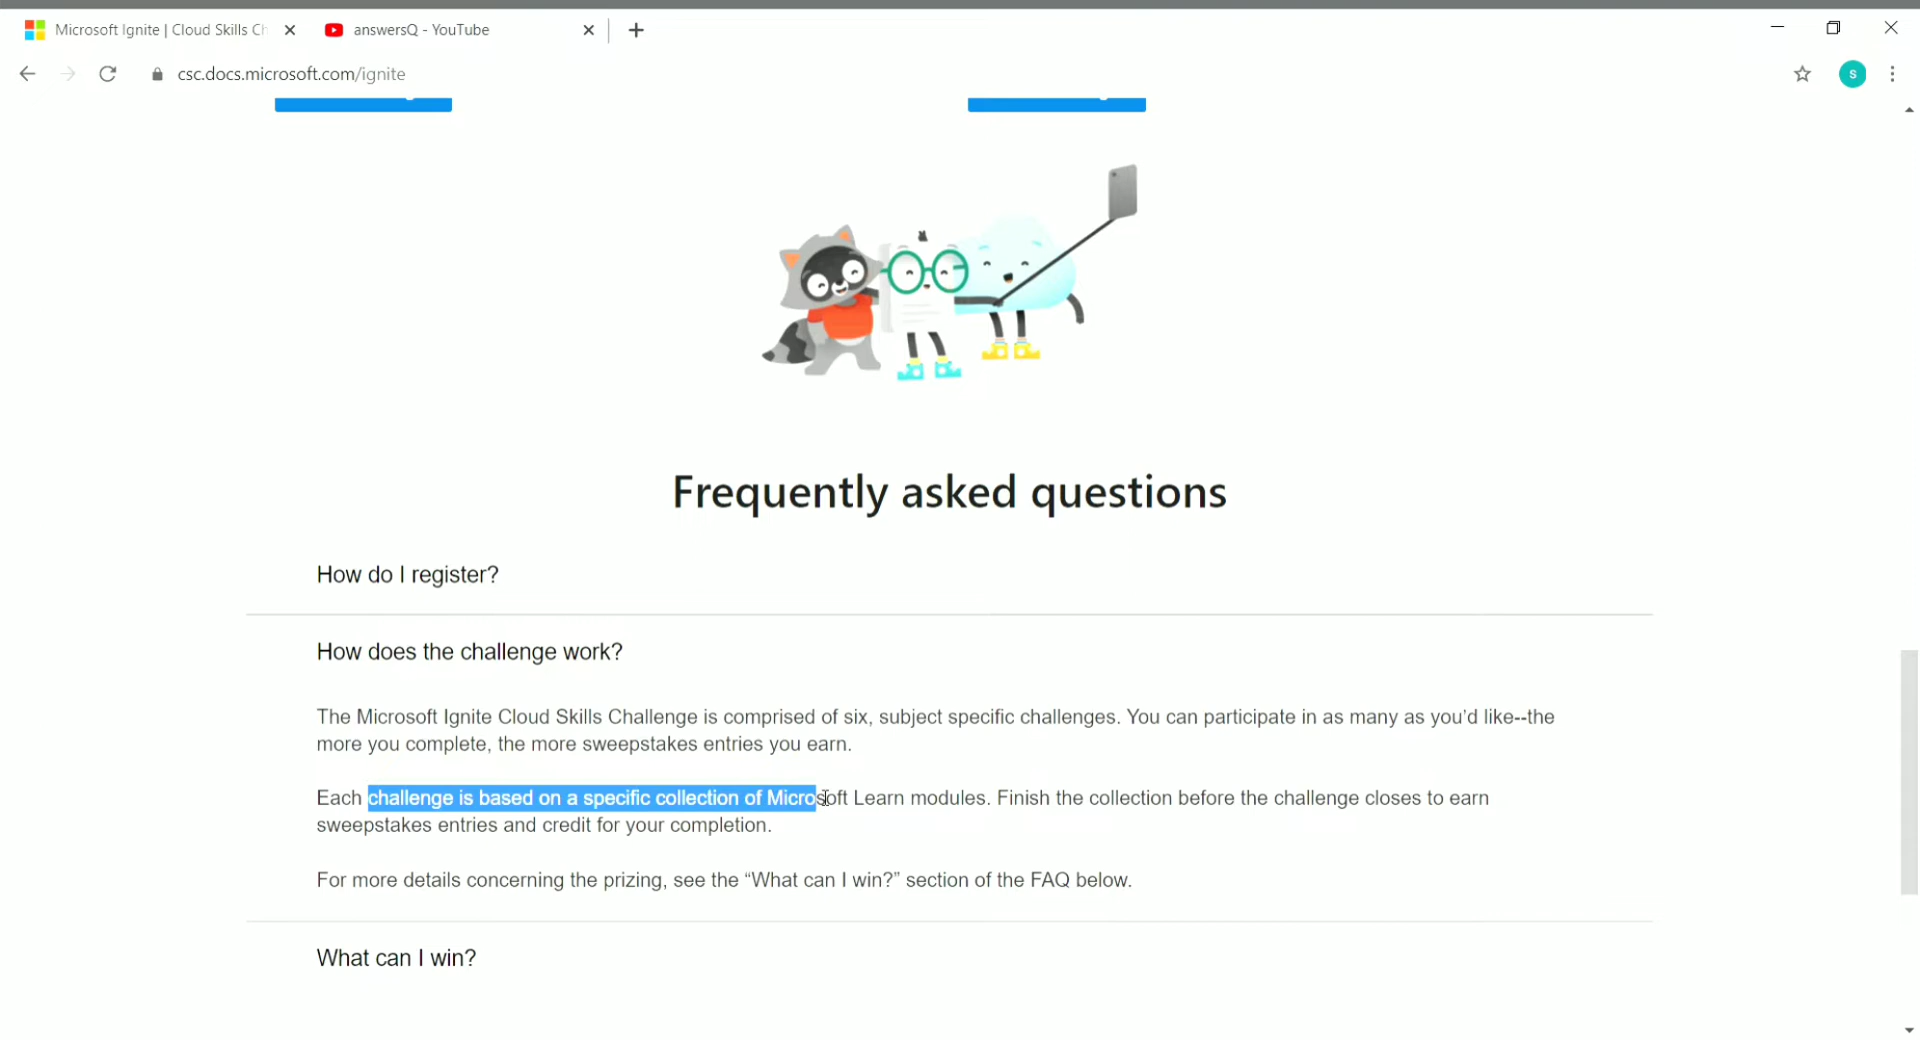 Microsoft Ignite | Cloud Skills Ch
answersQ - YouTube
csc.docs.microsoft.com/ignite
S
Frequently asked questions
How do I register?
How does the challenge work?
The Microsoft Ignite Cloud Skills Challenge is comprised of six, subject specific challenges. You can participate in as many as you'd like--the
more you complete, the more sweepstakes entries you earn.
Each challenge is based on a specific collection of Microsoft Learn modules. Finish the collection before the challenge closes to earn
sweepstakes entries and credit for your completion.
For more details concerning the prizing, see the “What can I win?” section of the FAQ below.
What can I win?